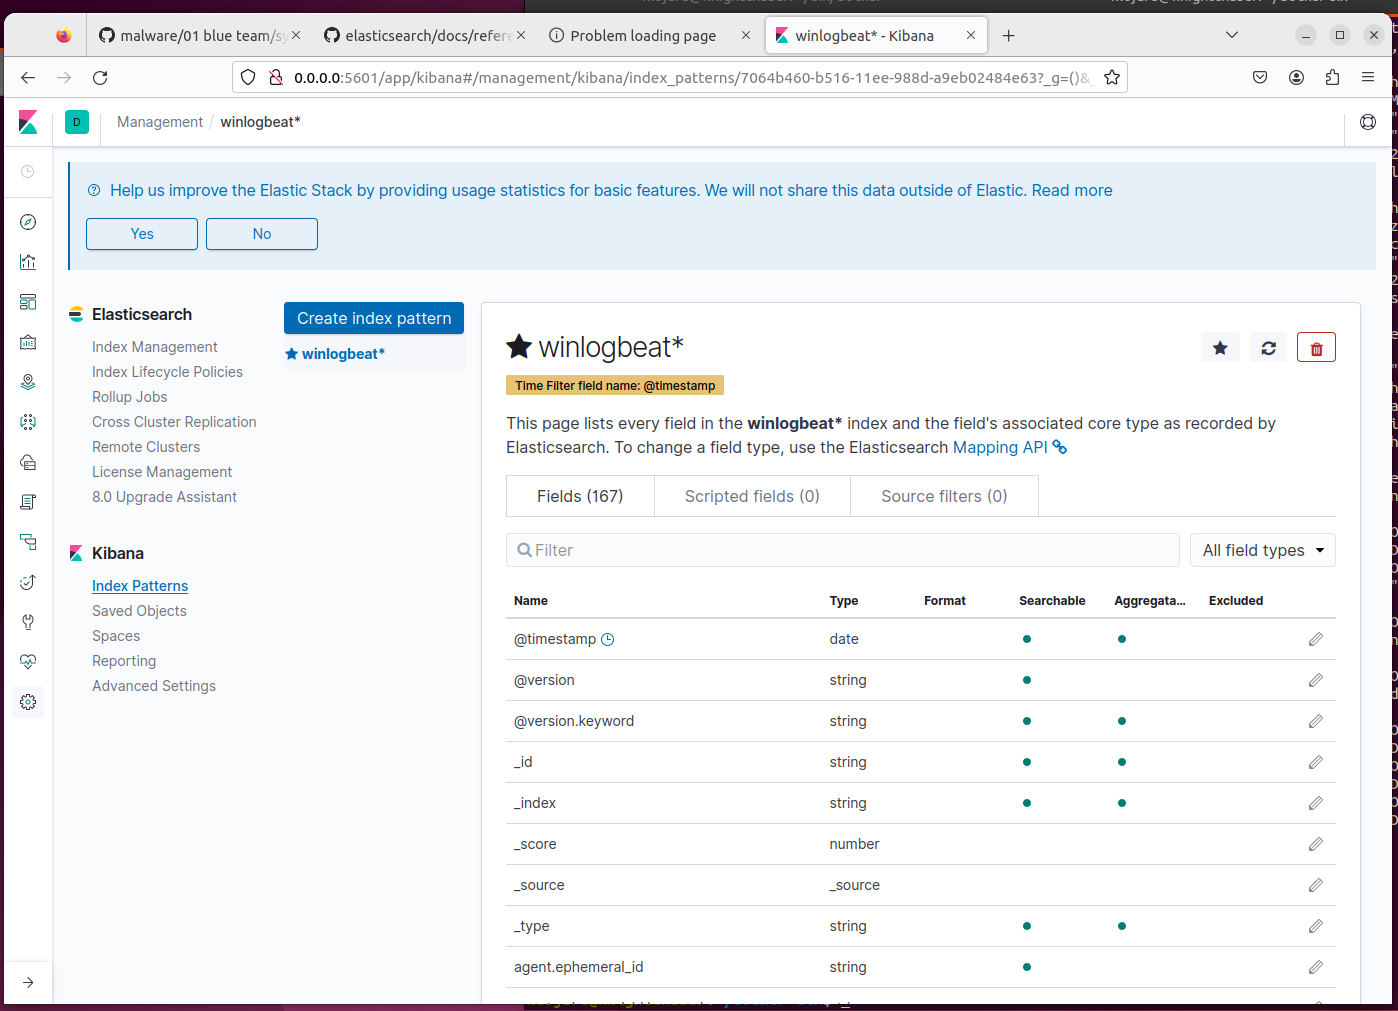 malware/01 blue team/sy
elasticsearch/docs/refere
Problem loading page
winlogbeat* - Kibana
0.0.0.0:5601/app/kibana#/management/kibana/index_patterns/7064b460-b516-11ee-988d-a9eb02484e63?_g=()&
D
Management / winlogbeat*
Help us improve the Elastic Stack by providing usage statistics for basic features. We will not share this data outside of Elastic. Read more
Yes
No
Elasticsearch
Index Management
Index Lifecycle Policies
Rollup Jobs
Cross Cluster Replication
Remote Clusters
License Management
8.0 Upgrade Assistant
Kibana
Index Patterns
Saved Objects
Spaces
Reporting
Advanced Settings
Create index pattern
winlogbeat*
winlogbeat*
Time Filter field name: @timestamp
This page lists every field in the winlogbeat* index and the field's associated core type as recorded by
Elasticsearch. To change a field type, use the Elasticsearch Mapping API
Fields (167)
Scripted fields (0)
Source filters (0)
Filter
All field types
Name Type Format Searchable Aggregata... Excluded
@timestamp date
@version string
@version.keyword string
_id string
_index string
_score number
_source _source
_type string
agent.ephemeral_id string